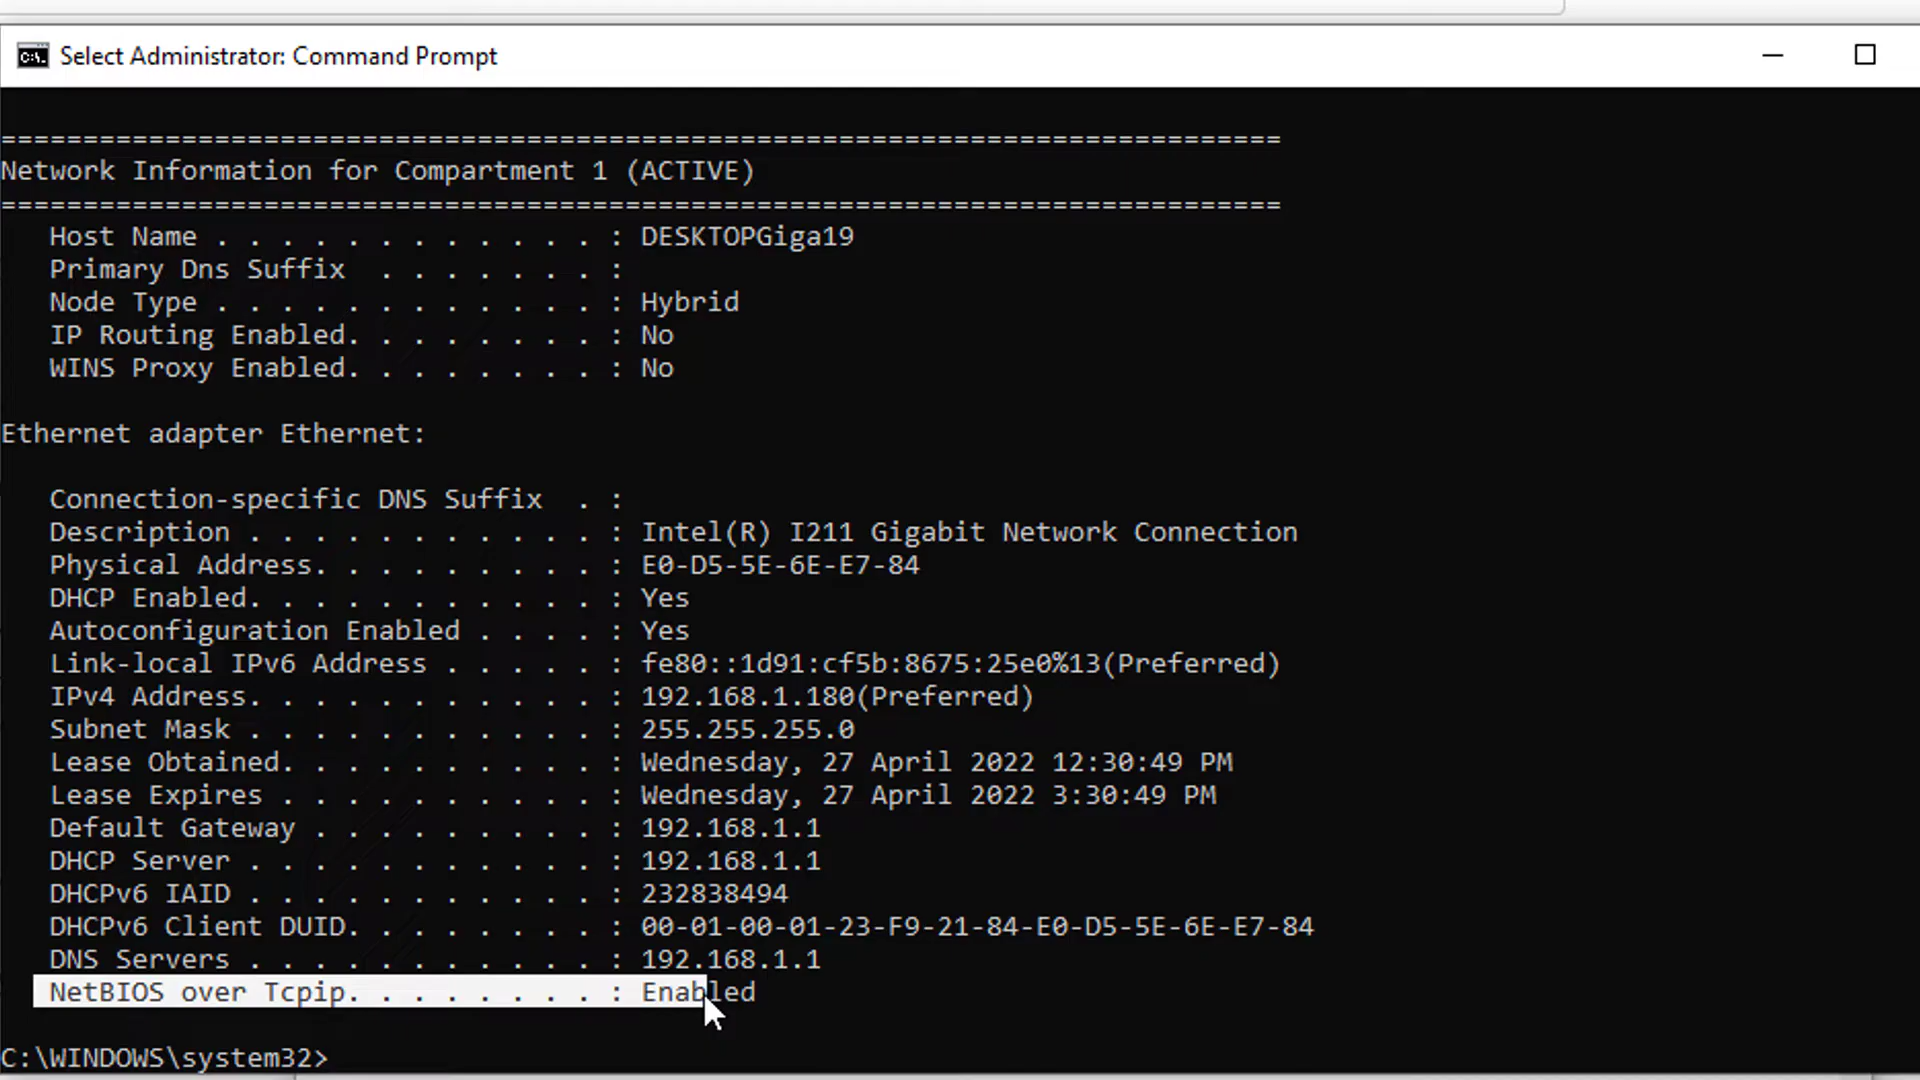 Select Administrator: Command Prompt
==============================================================================
Network Information for Compartment 1 (ACTIVE)
==============================================================================
   Host Name . . . . . . . . . . . . : DESKTOPGiga19
   Primary Dns Suffix  . . . . . . . :
   Node Type . . . . . . . . . . . . : Hybrid
   IP Routing Enabled. . . . . . . . : No
   WINS Proxy Enabled. . . . . . . . : No
Ethernet adapter Ethernet:
   Connection-specific DNS Suffix  . :
   Description . . . . . . . . . . . : Intel(R) I211 Gigabit Network Connection
   Physical Address. . . . . . . . . : E0-D5-5E-6E-E7-84
   DHCP Enabled. . . . . . . . . . . : Yes
   Autoconfiguration Enabled . . . . : Yes
   Link-local IPv6 Address . . . . . : fe80::1d91:cf5b:8675:25e0%13(Preferred)
   IPv4 Address. . . . . . . . . . . : 192.168.1.180(Preferred)
   Subnet Mask . . . . . . . . . . . : 255.255.255.0
   Lease Obtained. . . . . . . . . . : Wednesday, 27 April 2022 12:30:49 PM
   Lease Expires . . . . . . . . . . : Wednesday, 27 April 2022 3:30:49 PM
   Default Gateway . . . . . . . . . : 192.168.1.1
   DHCP Server . . . . . . . . . . . : 192.168.1.1
   DHCPv6 IAID . . . . . . . . . . . : 232838494
   DHCPv6 Client DUID. . . . . . . . : 00-01-00-01-23-F9-21-84-E0-D5-5E-6E-E7-84
   DNS Servers . . . . . . . . . . . : 192.168.1.1
   NetBIOS over Tcpip. . . . . . . . : Enabled
C:\WINDOWS\system32>